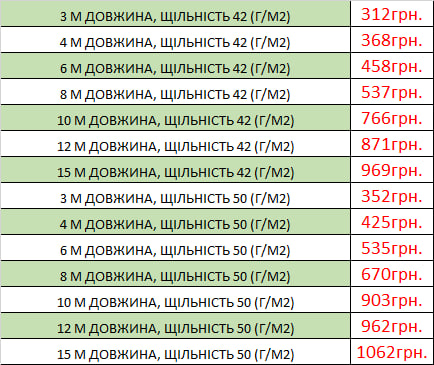 3 М ДОВЖИНА, ЩІЛЬНІСТЬ 42 (Г/М2) 312грн.
4 М ДОВЖИНА, ЩІЛЬНІСТЬ 42 (Г/М2) 368грн.
6 М ДОВЖИНА, ЩІЛЬНІСТЬ 42 (Г/М2) 458грн.
8 М ДОВЖИНА, ЩІЛЬНІСТЬ 42 (Г/М2) 537грн.
10 М ДОВЖИНА, ЩІЛЬНІСТЬ 42 (Г/М2) 766грн.
12 М ДОВЖИНА, ЩІЛЬНІСТЬ 42 (Г/М2) 871грн.
15 М ДОВЖИНА, ЩІЛЬНІСТЬ 42 (Г/М2) 969грн.
3 М ДОВЖИНА, ЩІЛЬНІСТЬ 50 (Г/М2) 352грн.
4 М ДОВЖИНА, ЩІЛЬНІСТЬ 50 (Г/М2) 425грн.
6 М ДОВЖИНА, ЩІЛЬНІСТЬ 50 (Г/М2) 535грн.
8 М ДОВЖИНА, ЩІЛЬНІСТЬ 50 (Г/М2) 670грн.
10 М ДОВЖИНА, ЩІЛЬНІСТЬ 50 (Г/М2) 903грн.
12 М ДОВЖИНА, ЩІЛЬНІСТЬ 50 (Г/М2) 962грн.
15 М ДОВЖИНА, ЩІЛЬНІСТЬ 50 (Г/М2) 1062грн.